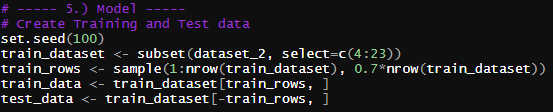 # ----- 5.) Model -----
# Create Training and Test data
set.seed(100)
train_dataset <- subset(dataset_2, select=c(4:23))
train_rows <- sample(1:nrow(train_dataset), 0.7*nrow(train_dataset))
train_data <- train_dataset[train_rows, ]
test_data <- train_dataset[-train_rows, ]